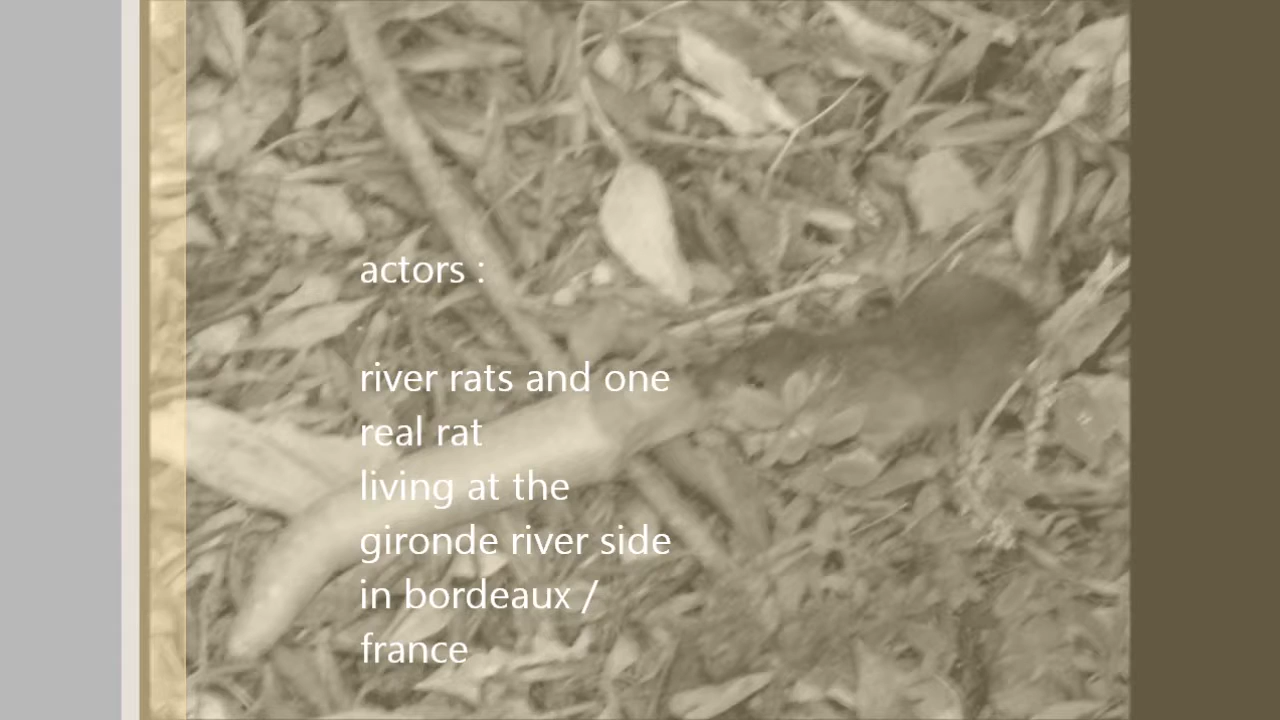 actors :
river rats and one
real rat
living at the
gironde river side
in bordeaux /
france